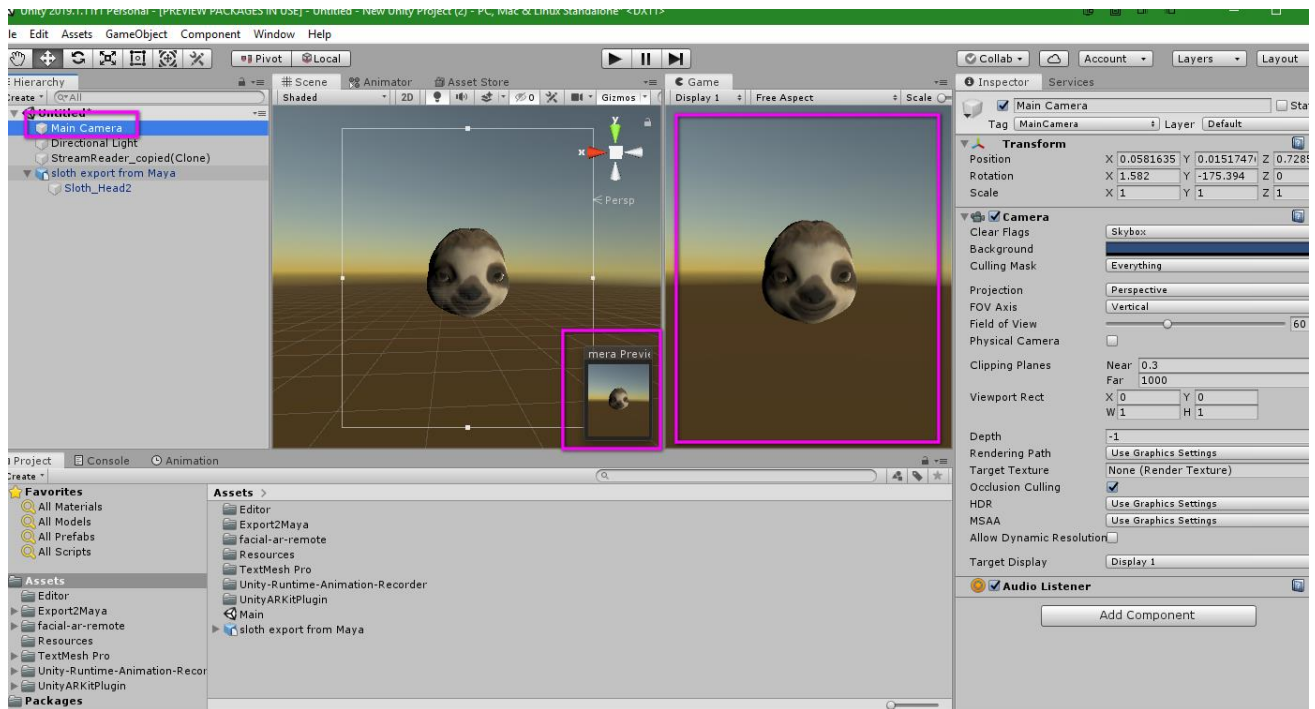 Unity 2019.1.11f1 Personal - [PREVIEW PACKAGES IN USE] - Untitled - New Unity Project (2) - PC, Mac & Linux Standalone* <DX11>
le Edit Assets GameObject Component Window Help
Pivot Local Collab Account Layers Layout
Hierarchy
Create All
Untitled*
Main Camera
Directional Light
StreamReader_copied(Clone)
sloth export from Maya
Sloth_Head2
Scene Animator Asset Store
Shaded 2D 0 Gizmos
y
x
Persp
mera Previe
Game
Display 1 Free Aspect Scale
Inspector Services
Main Camera Sta
Tag MainCamera Layer Default
Transform
Position X 0.0581635 Y 0.0151747 Z 0.7285
Rotation X 1.582 Y -175.394 Z 0
Scale X 1 Y 1 Z 1
Camera
Clear Flags Skybox
Background
Culling Mask Everything
Projection Perspective
FOV Axis Vertical
Field of View 60
Physical Camera
Clipping Planes Near 0.3
Far 1000
Viewport Rect X 0 Y 0
W 1 H 1
Depth -1
Rendering Path Use Graphics Settings
Target Texture None (Render Texture)
Occlusion Culling
HDR Use Graphics Settings
MSAA Use Graphics Settings
Allow Dynamic Resolution
Target Display Display 1
Audio Listener
Add Component
Project Console Animation
Create
Favorites
All Materials
All Models
All Prefabs
All Scripts
Assets
Editor
Export2Maya
facial-ar-remote
Resources
TextMesh Pro
Unity-Runtime-Animation-Recor
UnityARKitPlugin
Packages
Assets >
Editor
Export2Maya
facial-ar-remote
Resources
TextMesh Pro
Unity-Runtime-Animation-Recorder
UnityARKitPlugin
Main
sloth export from Maya